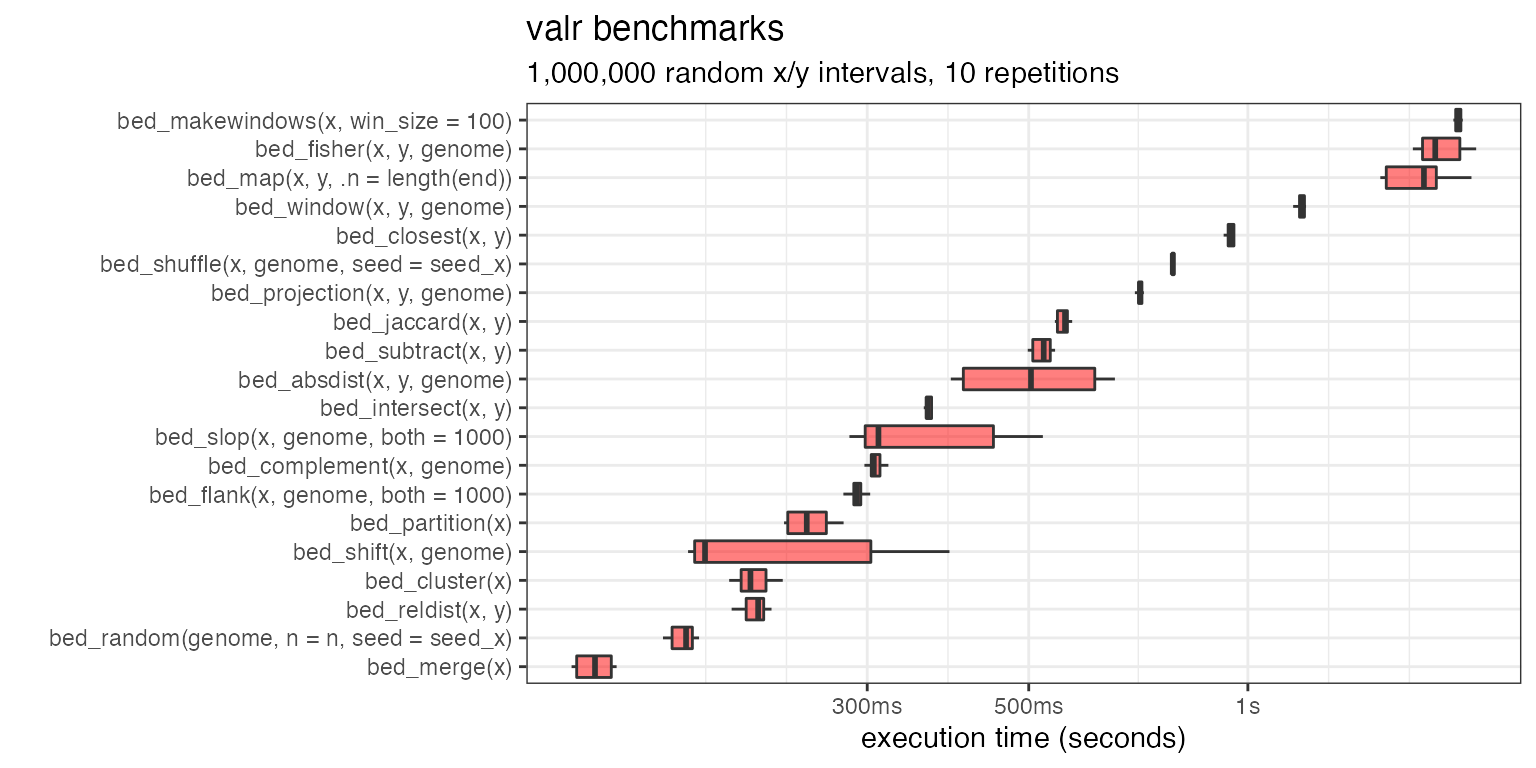 valr benchmarks
1,000,000 random x/y intervals, 10 repetitions
bed_makewindows(x, win_size = 100)
bed_fisher(x, y, genome)
bed_map(x, y, .n = length(end))
bed_window(x, y, genome)
bed_closest(x, y)
bed_shuffle(x, genome, seed = seed_x)
bed_projection(x, y, genome)
bed_jaccard(x, y)
bed_subtract(x, y)
bed_absdist(x, y, genome)
bed_intersect(x, y)
bed_slop(x, genome, both = 1000)
bed_complement(x, genome)
bed_flank(x, genome, both = 1000)
bed_partition(x)
bed_shift(x, genome)
bed_cluster(x)
bed_reldist(x, y)
bed_random(genome, n = n, seed = seed_x)
bed_merge(x)
300ms 500ms 1s
execution time (seconds)